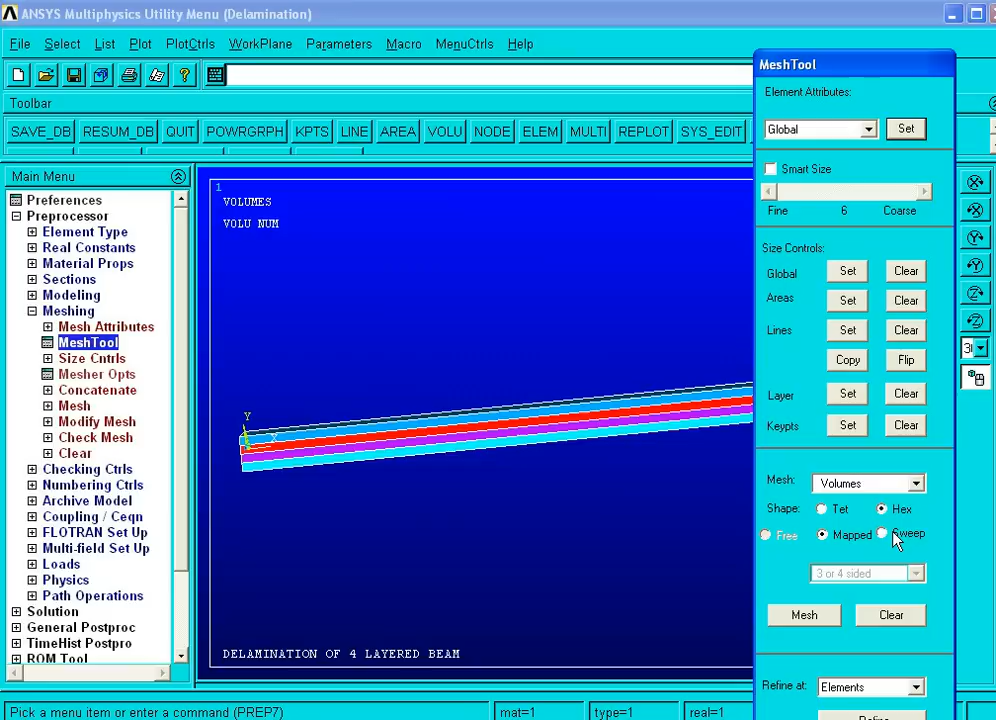 ANSYS Multiphysics Utility Menu (Delamination)
File Select List Plot PlotCtrls WorkPlane Parameters Macro MenuCtrls Help
Toolbar
SAVE_DB RESUM_DB QUIT POWRGRPH KPTS LINE AREA VOLU NODE ELEM MULTI REPLOT SYS_EDIT
Main Menu
Preferences
Preprocessor
Element Type
Real Constants
Material Props
Sections
Modeling
Meshing
Mesh Attributes
MeshTool
Size Cntrls
Mesher Opts
Concatenate
Mesh
Modify Mesh
Check Mesh
Clear
Checking Ctrls
Numbering Ctrls
Archive Model
Coupling / Ceqn
FLOTRAN Set Up
Multi-field Set Up
Loads
Physics
Path Operations
Solution
General Postproc
TimeHist Postpro
ROM Tool
1
VOLUMES
VOLU NUM
Y
X
DELAMINATION OF 4 LAYERED BEAM
MeshTool
Element Attributes:
Global Set
Smart Size
Fine 6 Coarse
Size Controls:
Global Set Clear
Areas Set Clear
Lines Set Clear
Copy Flip
Layer Set Clear
Keypts Set Clear
Mesh: Volumes
Shape: Tet Hex
Free Mapped Sweep
3 or 4 sided
Mesh Clear
Refine at: Elements
Refine
Pick a menu item or enter a command (PREP7) mat=1 type=1 real=1